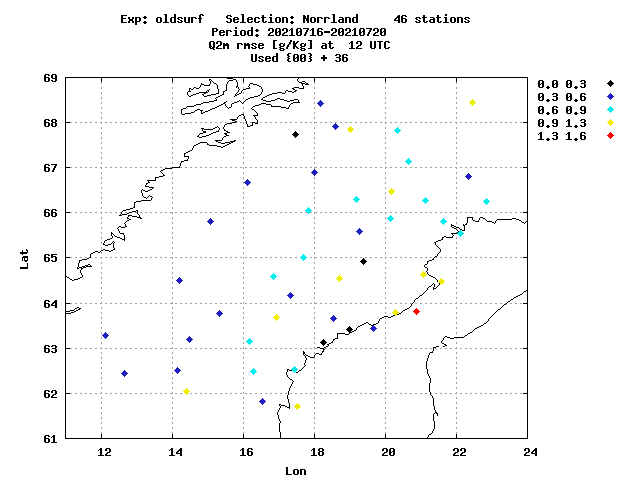 Exp: oldsurf   Selection: Norrland     46 stations
Period: 20210716-20210720
Q2m rmse [g/Kg] at  12 UTC
Used {00} + 36
0.0 0.3
0.3 0.6
0.6 0.9
0.9 1.3
1.3 1.6
69
68
67
66
65
64
63
62
61
Lat
12 14 16 18 20 22 24
Lon